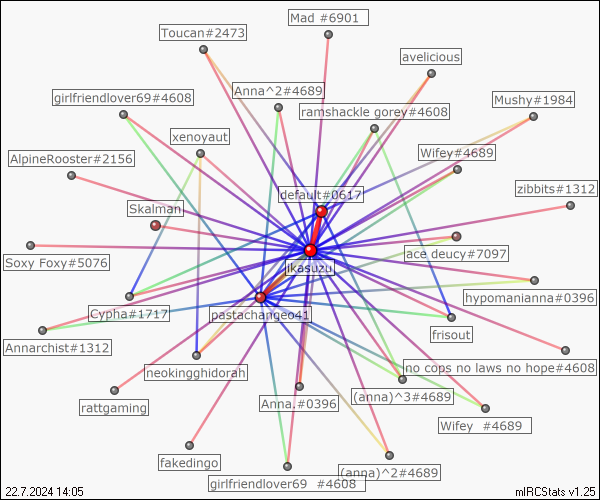 Mad #6901
Toucan#2473
avelicious
Anna^2#4689
girlfriendlover69#4608
Mushy#1984
ramshackle gorey#4608
xenoyaut
Wifey#4689
AlpineRooster#2156
default#0617
zibbits#1312
Skalman
ace deucy#7097
Soxy Foxy#5076
jikasuzu
hypomanianna#0396
Cypha#1717
pastachangeo41
frisout
Annarchist#1312
no cops no laws no hope#4608
neokingghidorah
(anna)^3#4689
Anna,#0396
rattgaming
Wifey  #4689
fakedingo
(anna)^2#4689
girlfriendlover69  #4608
22.7.2024 14:05
mIRCStats v1.25